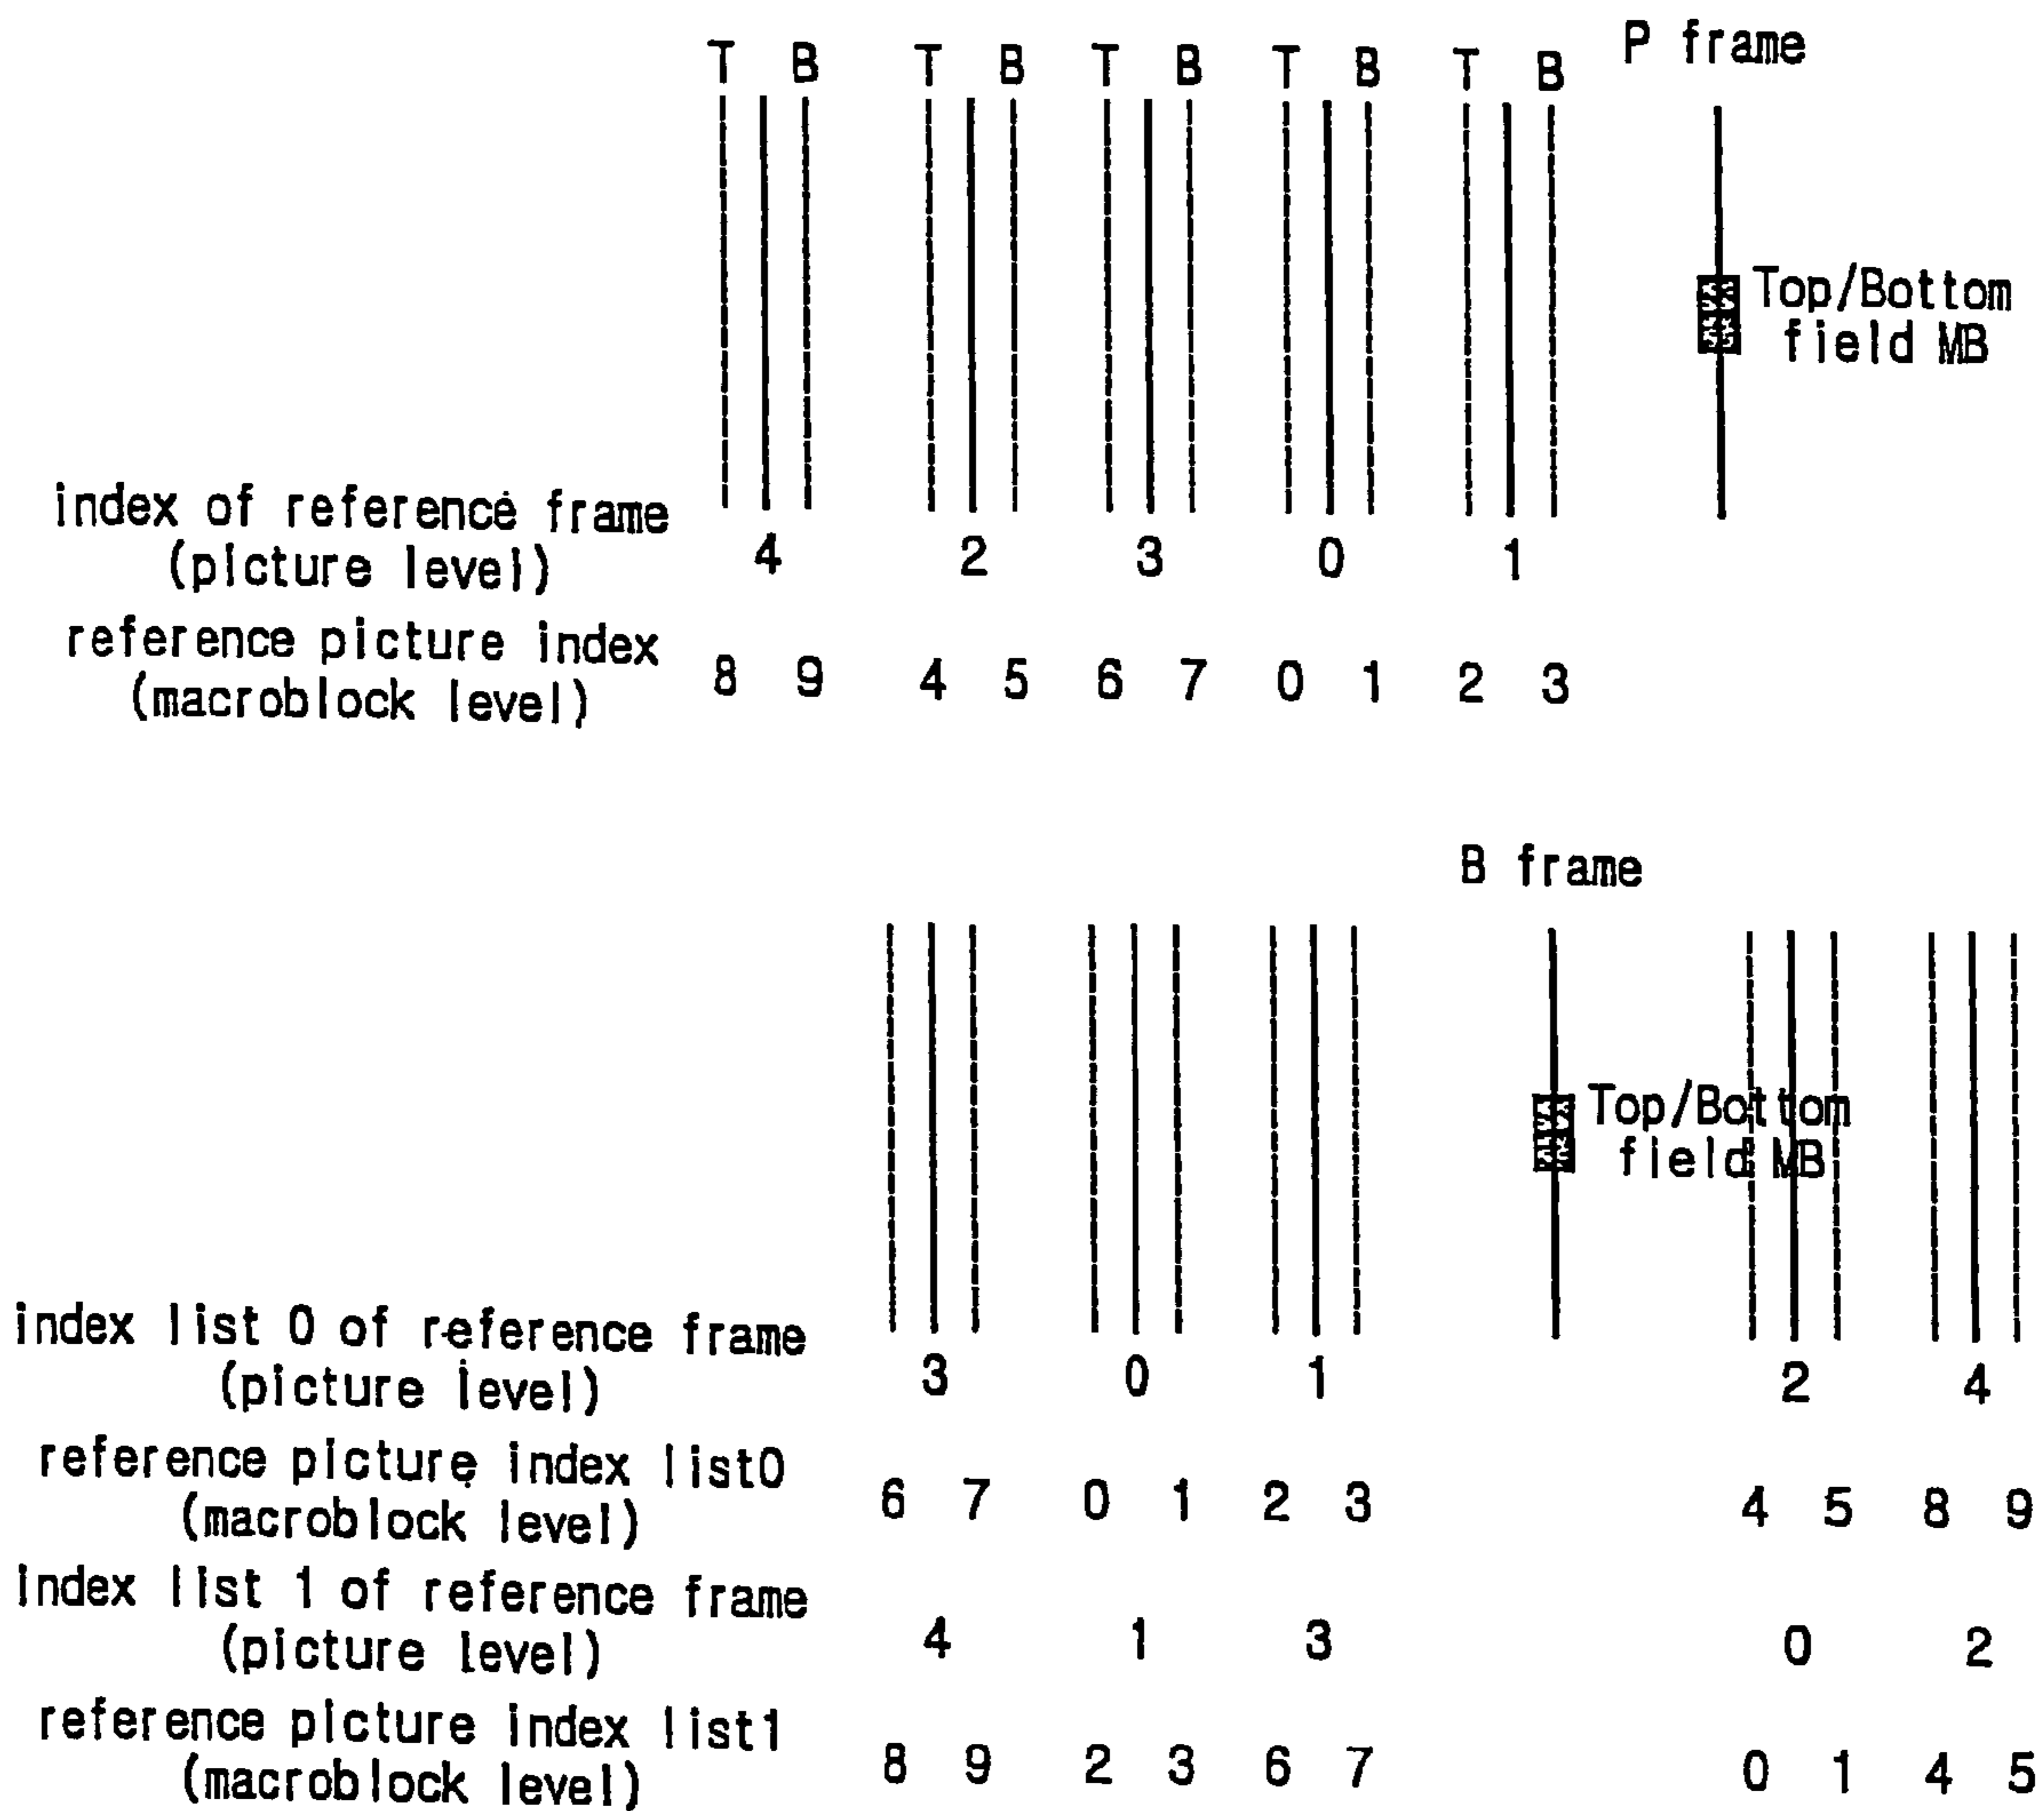 T B T B T B T B T B P frame
Top/Bottom
field MB
index of reference frame
(picture level) 4 2 3 0 1
reference picture index
(macroblock level) 8 9 4 5 6 7 0 1 2 3
B frame
Top/Bottom
field MB
index list 0 of reference frame
(picture level) 3 0 1 2 4
reference picture index list0
(macroblock level) 6 7 0 1 2 3 4 5 8 9
index list 1 of reference frame
(picture level) 4 1 3 0 2
reference picture index list1
(macroblock level) 8 9 2 3 6 7 0 1 4 5